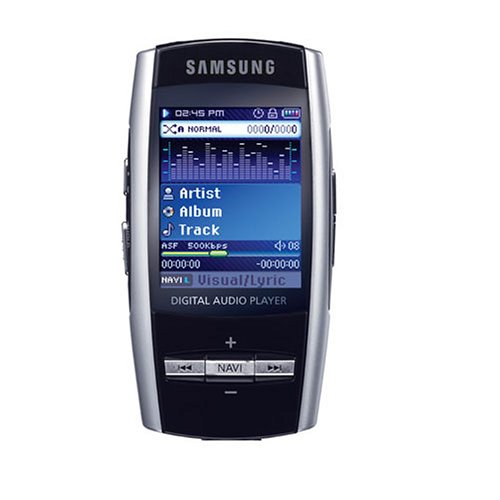 SAMSUNG
02:45 PM
A NORMAL 0000/0000
Artist
Album
Track
ASF 500Kbps 08
00:00:00 -00:00:00
NAVI L Visual/Lyric
DIGITAL AUDIO PLAYER
+
NAVI
−